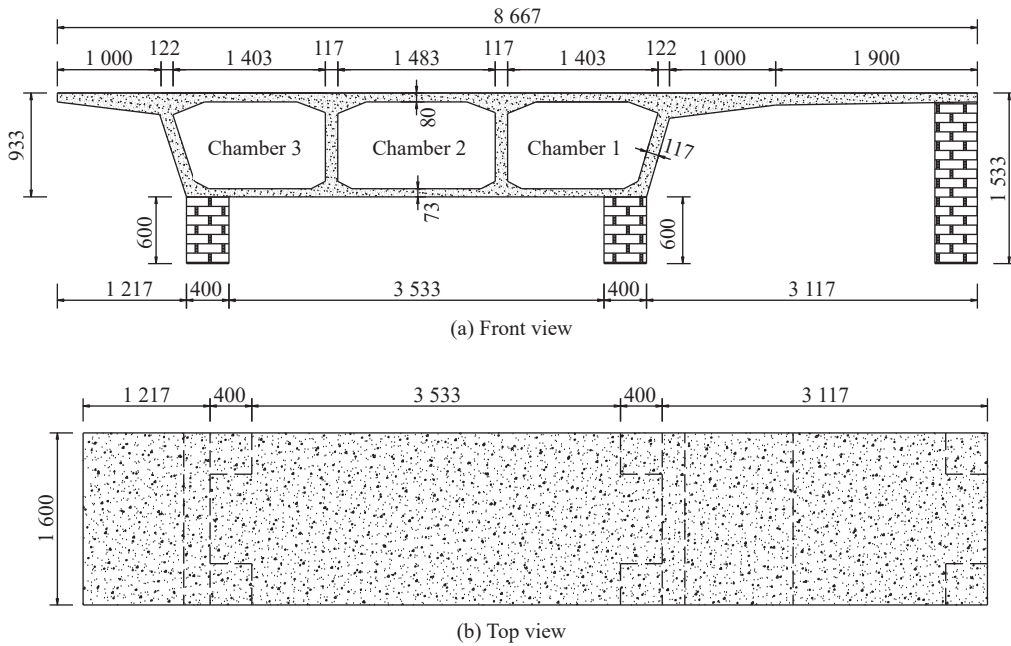 8 667
1 000 122 1 403 117 1 483 117 1 403 122 1 000 1 900
933
80
Chamber 3 Chamber 2 Chamber 1 117
1 533
73
600 600
1 217 400 3 533 400 3 117
(a) Front view
1 217 400 3 533 400 3 117
1 600
(b) Top view